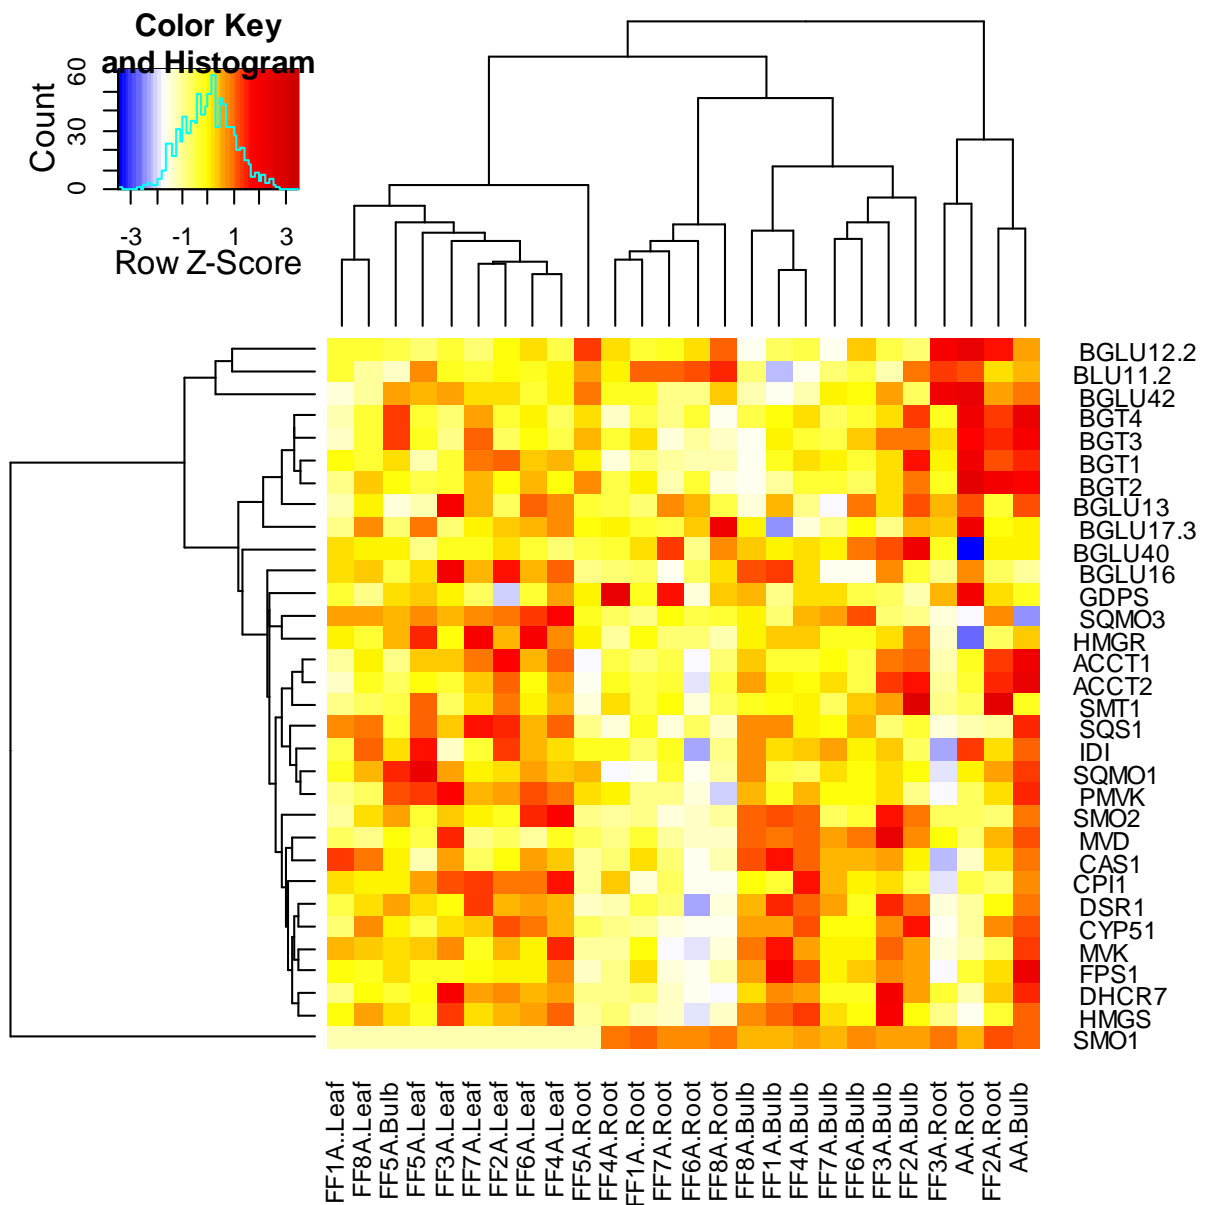 Color Key
and Histogram
Count
0
30
60
-3 -1 1 3
Row Z-Score
BGLU12.2
BLU11.2
BGLU42
BGT4
BGT3
BGT1
BGT2
BGLU13
BGLU17.3
BGLU40
BGLU16
GDPS
SQMO3
HMGR
ACCT1
ACCT2
SMT1
SQS1
IDI
SQMO1
PMVK
SMO2
MVD
CAS1
CPI1
DSR1
CYP51
MVK
FPS1
DHCR7
HMGS
SMO1
FF1A..Leaf
FF8A.Leaf
FF5A.Bulb
FF5A.Leaf
FF3A.Leaf
FF7A.Leaf
FF2A.Leaf
FF6A.Leaf
FF4A.Leaf
FF5A.Root
FF4A.Root
FF1A..Root
FF7A.Root
FF6A.Root
FF8A.Root
FF8A.Bulb
FF1A.Bulb
FF4A.Bulb
FF7A.Bulb
FF6A.Bulb
FF3A.Bulb
FF2A.Bulb
FF3A.Root
AA.Root
FF2A.Root
AA.Bulb